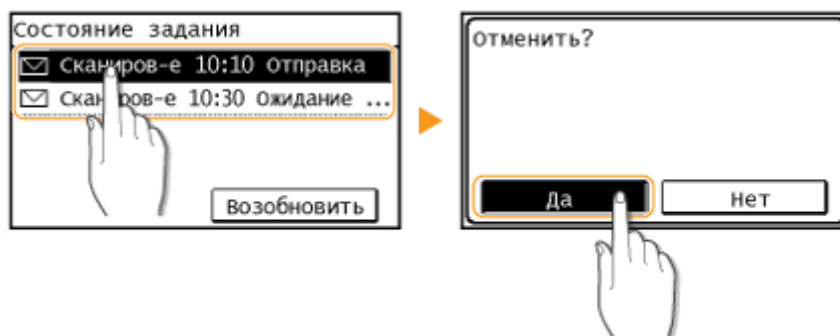 Состояние задания
Сканиров-е 10:10 Отправка
Сканиров-е 10:30 Ожидание ...
Возобновить
Отменить?
Да
Нет